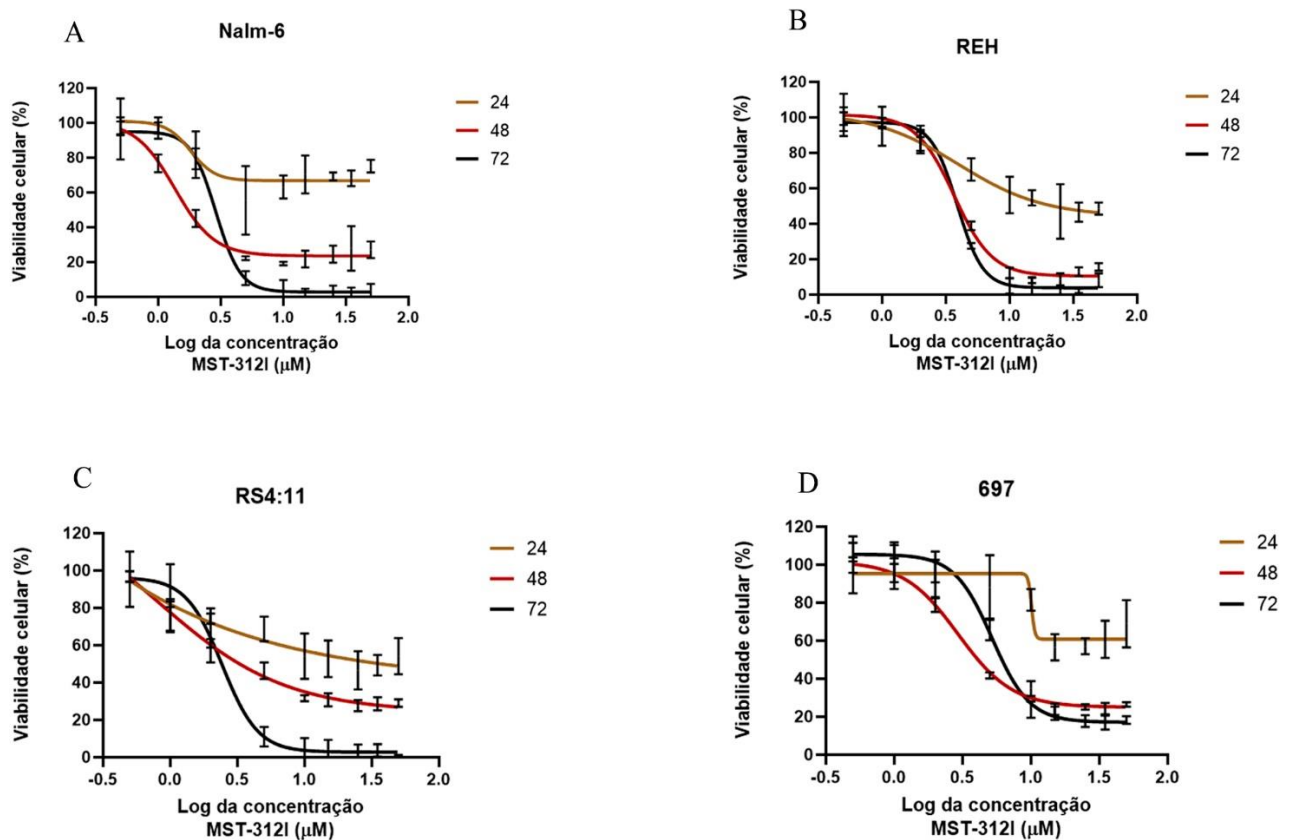 A
Nalm-6
120
100
80
60
40
20
0
-0.5 0.0 0.5 1.0 1.5 2.0
Viabilidade celular (%)
Log da concentração
MST-312l (μM)
24
48
72
B
REH
120
100
80
60
40
20
0
-0.5 0.0 0.5 1.0 1.5 2.0
Viabilidade celular (%)
Log da concentração
MST-312l (μM)
24
48
72
C
RS4:11
120
100
80
60
40
20
0
-0.5 0.0 0.5 1.0 1.5 2.0
Viabilidade celular (%)
Log da concentração
MST-312l (μM)
24
48
72
D
697
120
100
80
60
40
20
0
-0.5 0.0 0.5 1.0 1.5 2.0
Viabilidade celular (%)
Log da concentração
MST-312l (μM)
24
48
72